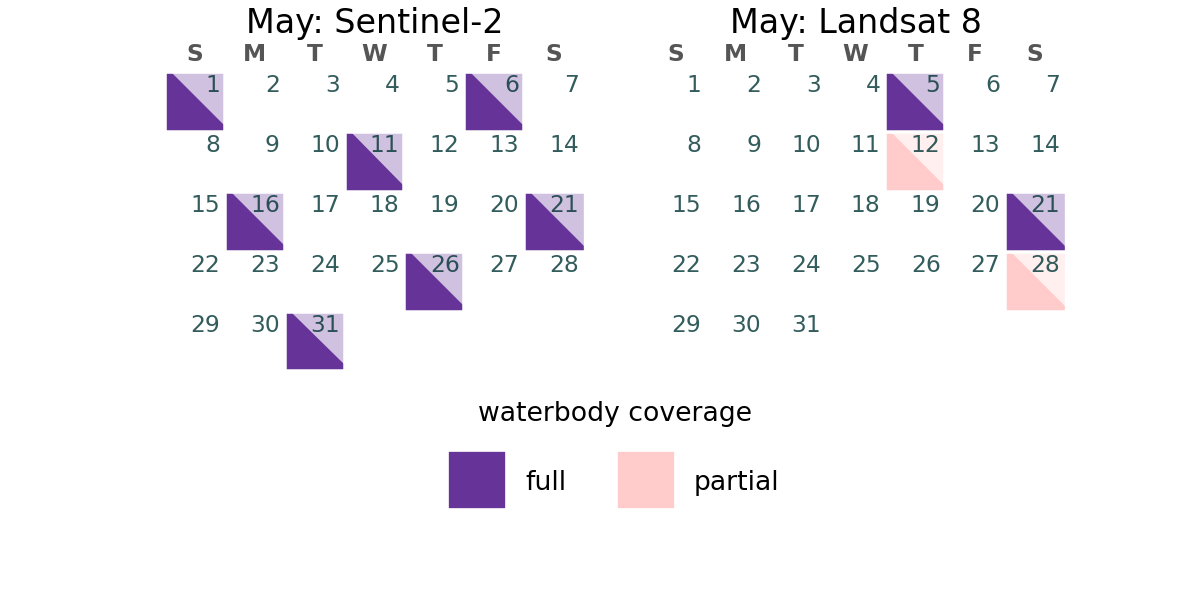 May: Sentinel-2
S M T W T F S
1 2 3 4 5 6 7
8 9 10 11 12 13 14
15 16 17 18 19 20 21
22 23 24 25 26 27 28
29 30 31
May: Landsat 8
S M T W T F S
1 2 3 4 5 6 7
8 9 10 11 12 13 14
15 16 17 18 19 20 21
22 23 24 25 26 27 28
29 30 31
waterbody coverage
full
partial